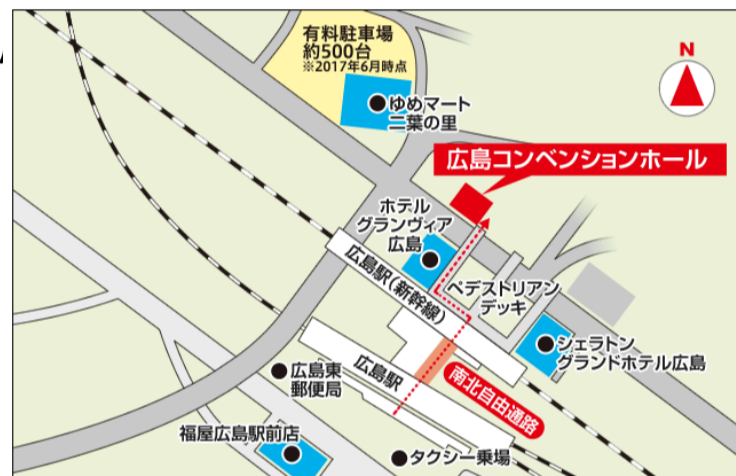 有料駐車場
約500台
※2017年6月時点
ゆめマート
二葉の里
N
広島コンベンションホール
ホテル
グランヴィア
広島
広島駅(新幹線)
ペデストリアン
デッキ
シェラトン
グランドホテル広島
広島駅
南北自由通路
広島東
郵便局
福屋広島駅前店
タクシー乗場